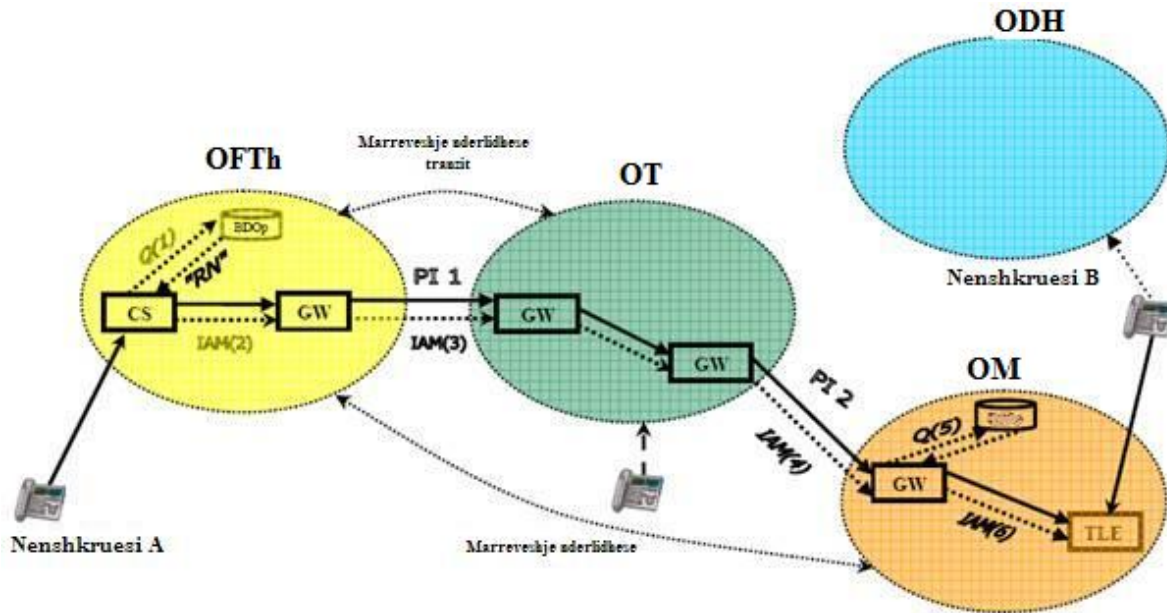 ODH
Marreveshje nderlidhese
tranzit
OFTh
OT
BDOp
Q(1)
"RN"
PI 1
Nenshkruesi B
CS
GW
GW
IAM(2)
IAM(3)
GW
OM
PI 2
Q(5)
IAM(4)
GW
IAM(6)
TLE
Nenshkruesi A
Marreveshje nderlidhese